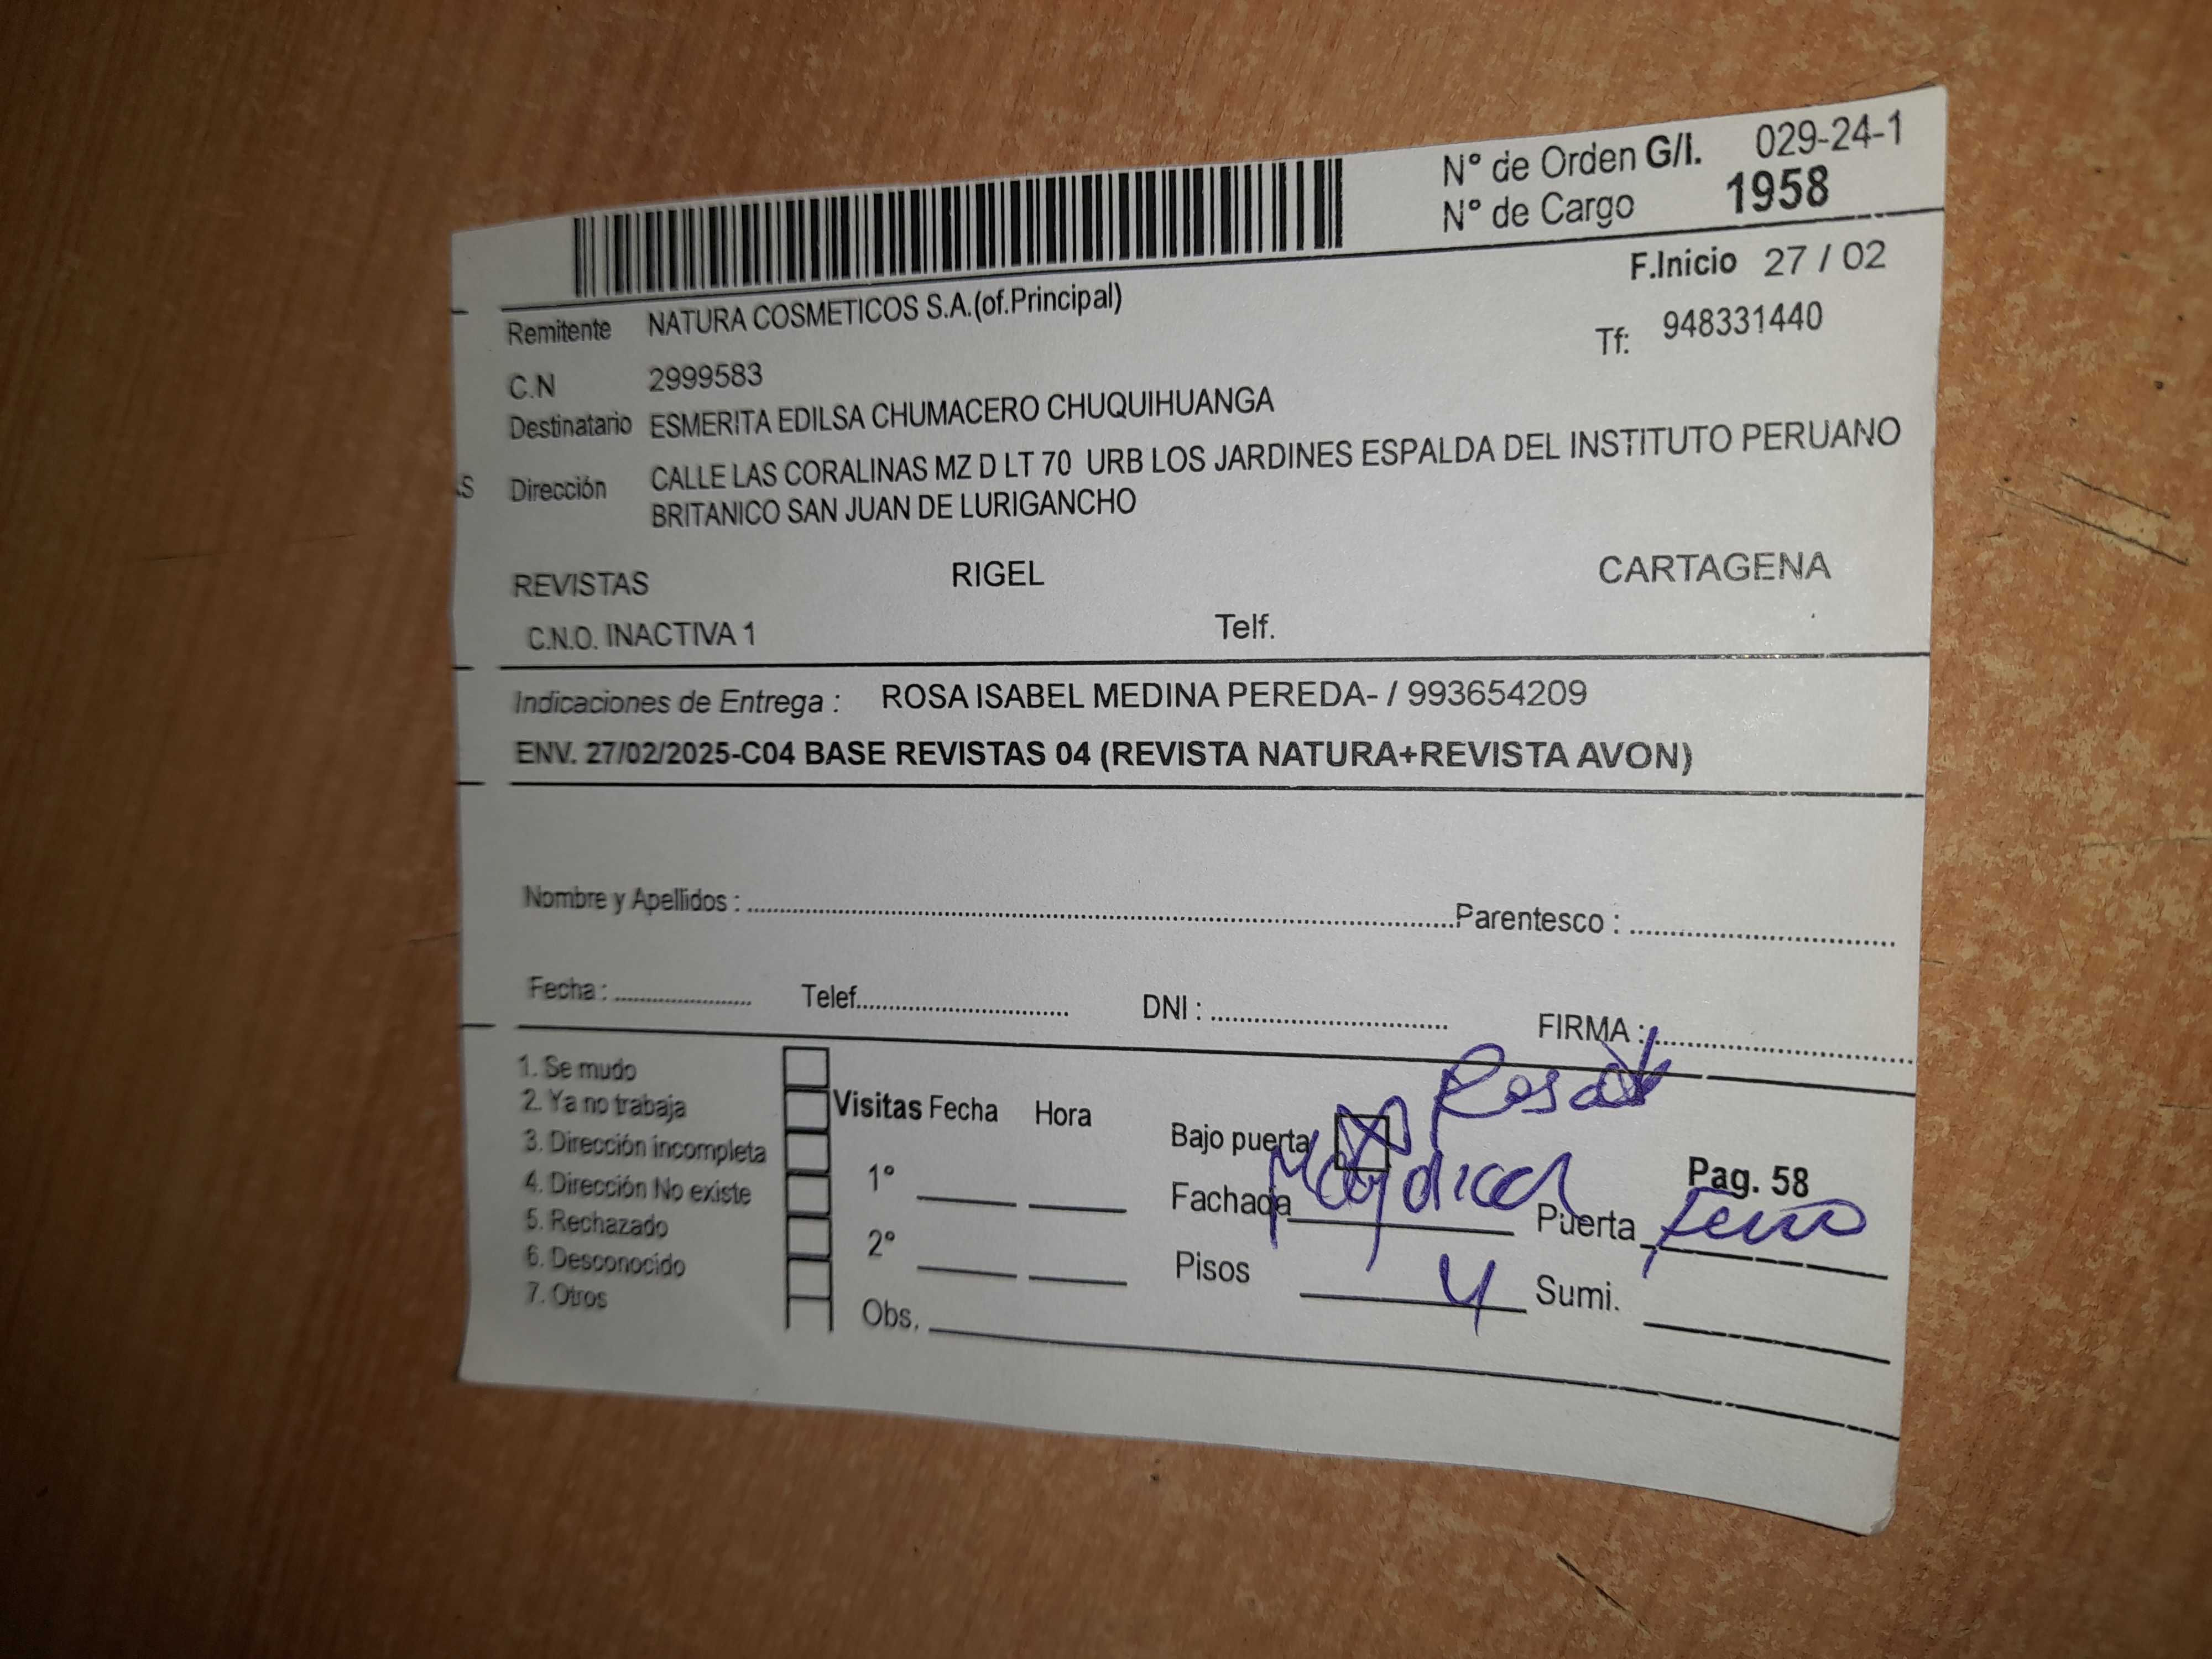 N° de Orden G/I. 029-24-1
N° de Cargo 1958
F.Inicio 27 / 02
Remitente NATURA COSMETICOS S.A.(of.Principal)
Tf: 948331440
C.N 2999583
Destinatario ESMERITA EDILSA CHUMACERO CHUQUIHUANGA
Dirección CALLE LAS CORALINAS MZ D LT 70 URB LOS JARDINES ESPALDA DEL INSTITUTO PERUANO
BRITANICO SAN JUAN DE LURIGANCHO
REVISTAS RIGEL CARTAGENA
C.N.O. INACTIVA 1 Telf.
Indicaciones de Entrega : ROSA ISABEL MEDINA PEREDA- / 993654209
ENV. 27/02/2025-C04 BASE REVISTAS 04 (REVISTA NATURA+REVISTA AVON)
Nombre y Apellidos : Parentesco :
Fecha : Telef. DNI : FIRMA :
1. Se mudo
2. Ya no trabaja
3. Dirección incompleta
4. Dirección No existe
5. Rechazado
6. Desconocido
7. Otros
Visitas Fecha Hora
1°
2°
Obs.
Bajo puerta
Pag. 58
Fachada Puerta
Pisos 4 Sumi.